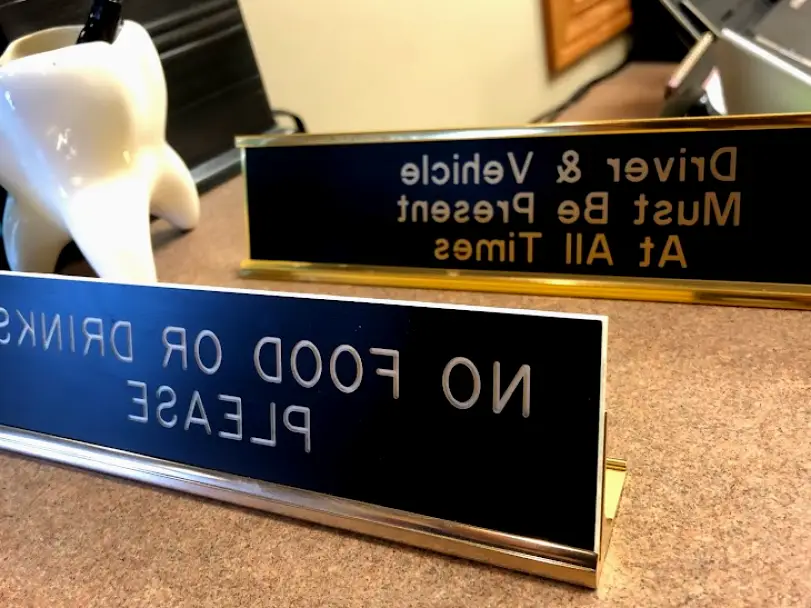 Driver & Vehicle
Must Be Present
At All Times
NO FOOD OR DRINKS
PLEASE